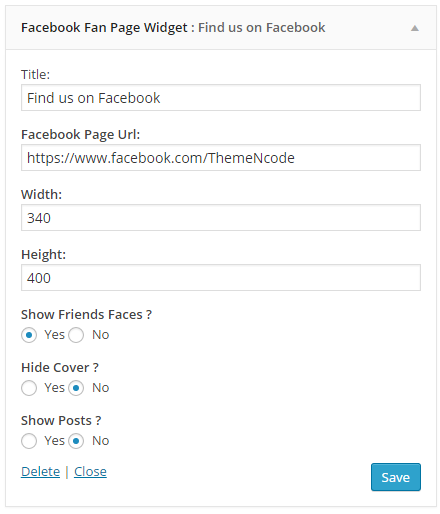 Facebook Fan Page Widget : Find us on Facebook
Title:
Find us on Facebook
Facebook Page Url:
https://www.facebook.com/ThemeNcode
Width:
340
Height:
400
Show Friends Faces ?
Yes No
Hide Cover ?
Yes No
Show Posts ?
Yes No
Delete | Close Save